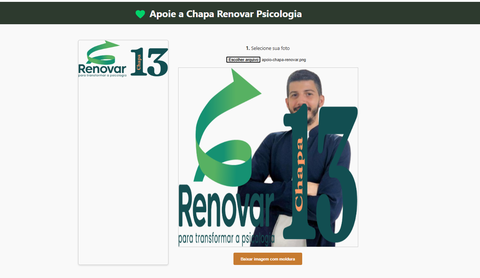 Apoie a Chapa Renovar Psicologia
Renovar
para transformar a psicologia
Chapa
13
1. Selecione sua foto
Escolher arquivo apoio-chapa-renovar.png
Renovar
para transformar a psicologia
Chapa
13
Baixar imagem com moldura